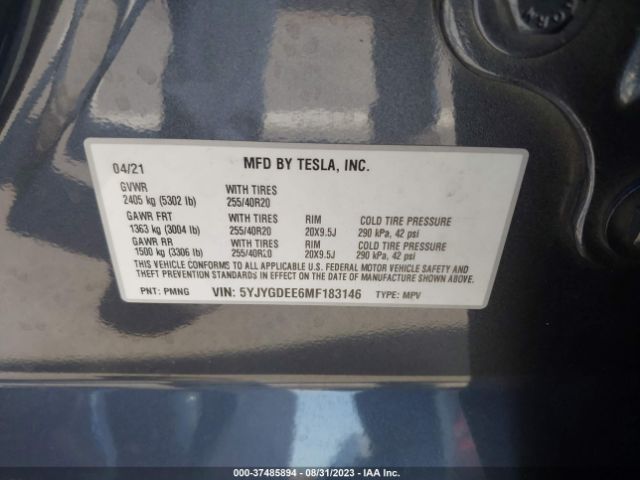 04/21 MFD BY TESLA, INC.
GVWR WITH TIRES
2405 kg (5302 lb) 255/40R20
GAWR FRT WITH TIRES RIM COLD TIRE PRESSURE
1363 kg (3004 lb) 255/40R20 20X9.5J 290 kPa, 42 psi
GAWR RR WITH TIRES RIM COLD TIRE PRESSURE
1500 kg (3306 lb) 255/40R20 20X9.5J 290 kPa, 42 psi
THIS VEHICLE CONFORMS TO ALL APPLICABLE U.S. FEDERAL MOTOR VEHICLE SAFETY AND
THEFT PREVENTION STANDARDS IN EFFECT ON THE DATE OF MANUFACTURE SHOWN ABOVE.
PNT: PMNG VIN: 5YJYGDEE6MF183146 TYPE: MPV
000-37485894 - 08/31/2023 - IAA Inc.